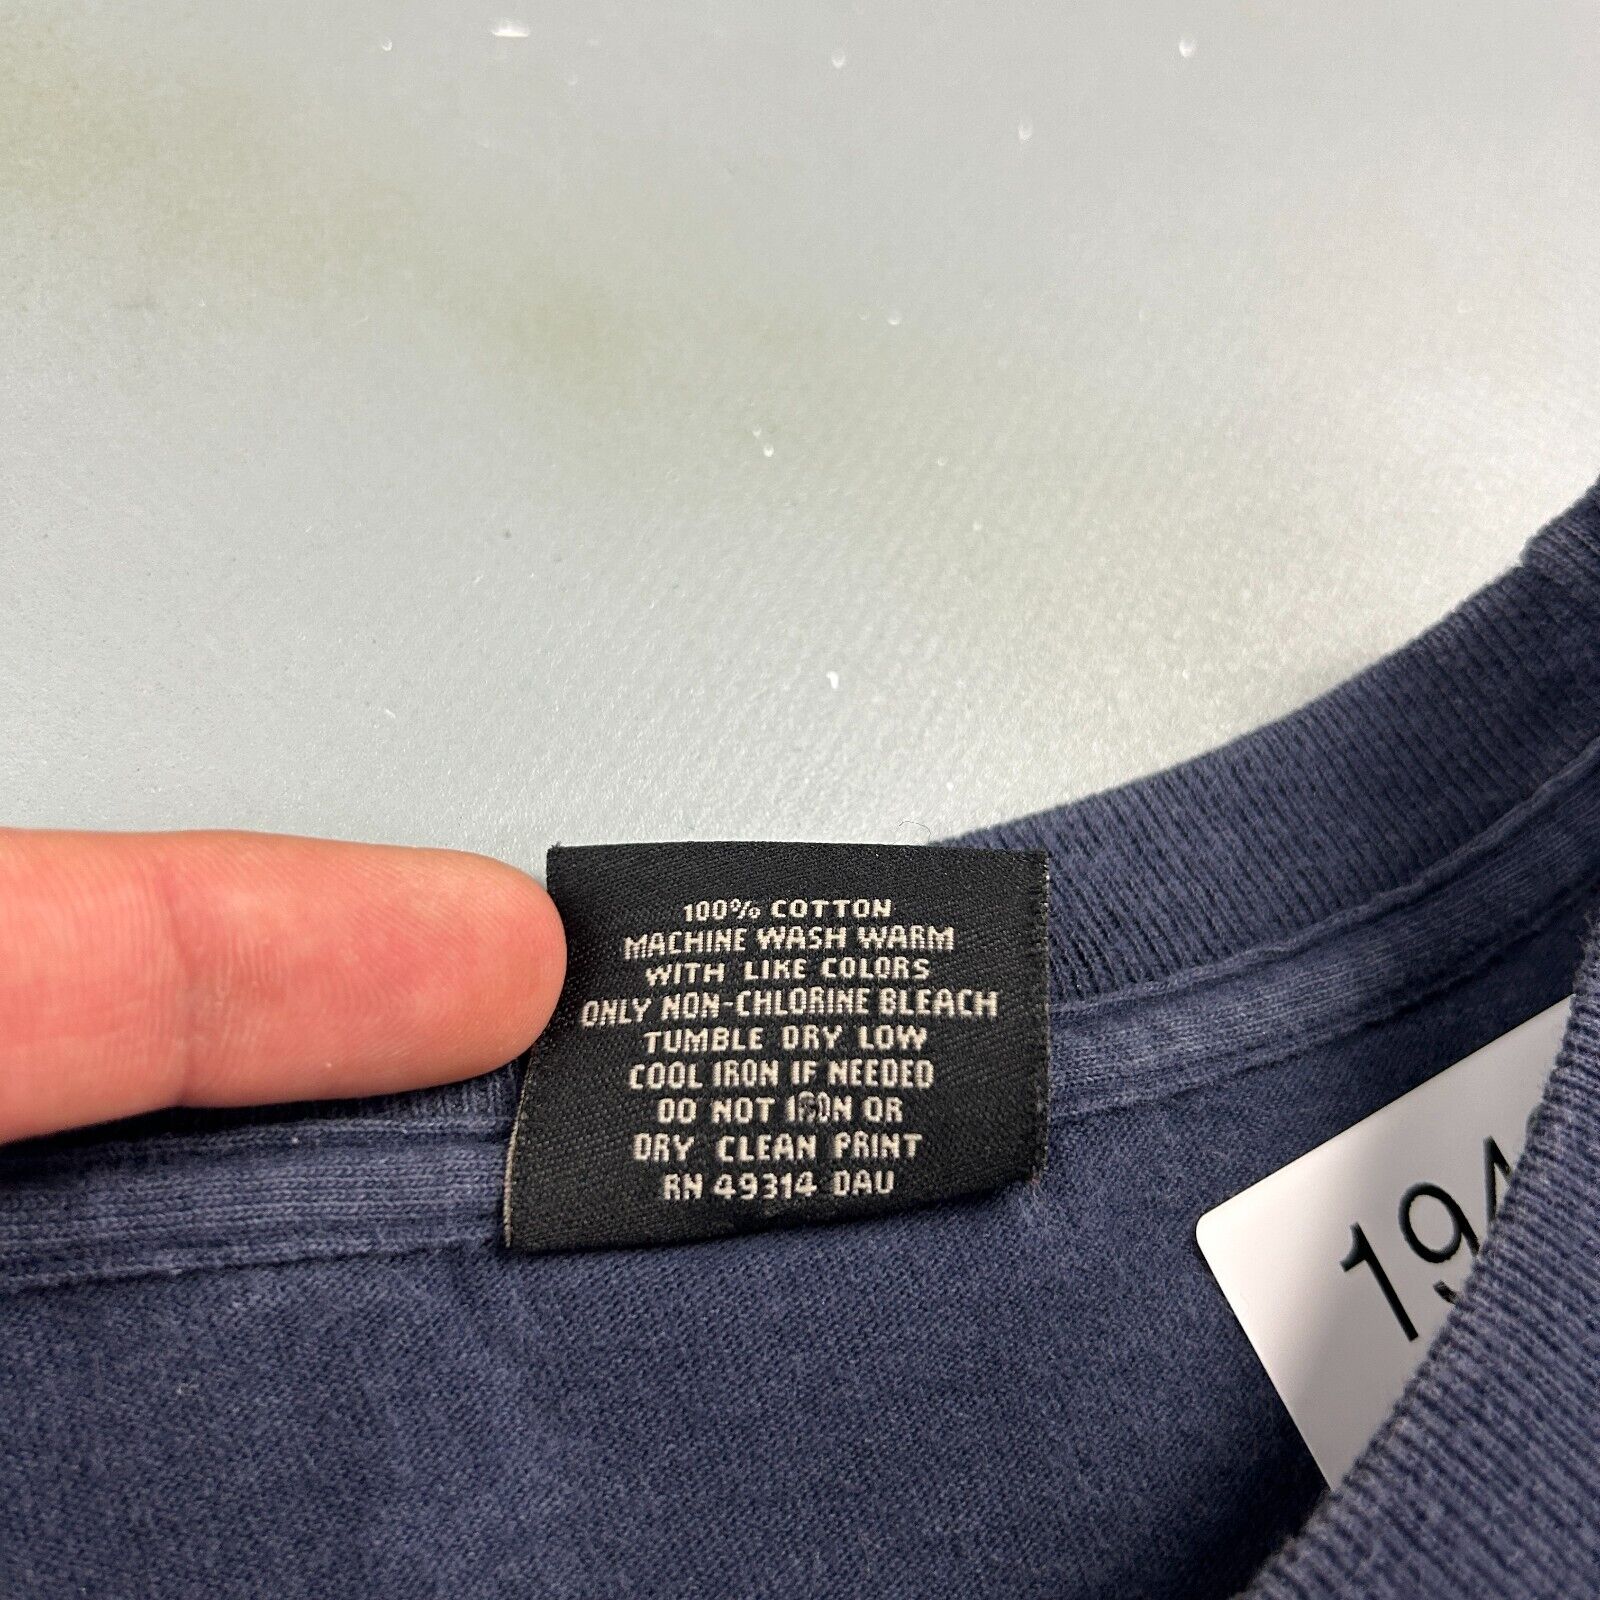 100% COTTON
MACHINE WASH WARM
WITH LIKE COLORS
ONLY NON-CHLORINE BLEACH
TUMBLE DRY LOW
COOL IRON IF NEEDED
DO NOT IRON OR
DRY CLEAN PRINT
RN 49314 DAU
194